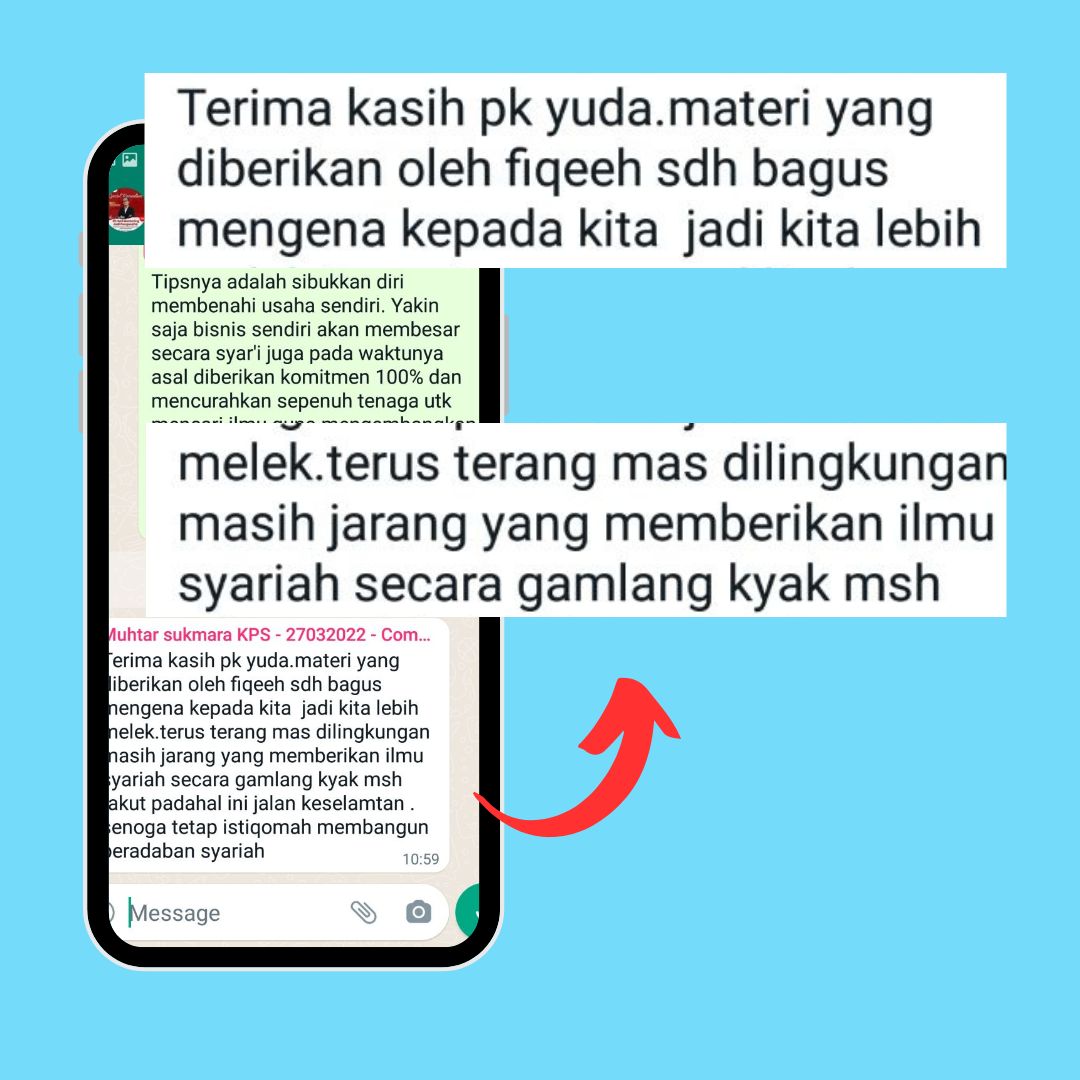 Terima kasih pk yuda.materi yang
diberikan oleh fiqeeh sdh bagus
mengena kepada kita jadi kita lebih
Tipsnya adalah sibukkan diri
membenahi usaha sendiri. Yakin
saja bisnis sendiri akan membesar
secara syar'i juga pada waktunya
asal diberikan komitmen 100% dan
mencurahkan sepenuh tenaga utk
mencari ilmu guna mengembangkan
melek.terus terang mas dilingkungan
masih jarang yang memberikan ilmu
syariah secara gamlang kyak msh
Muhtar sukmara KPS - 27032022 - Com...
Terima kasih pk yuda.materi yang
diberikan oleh fiqeeh sdh bagus
mengena kepada kita jadi kita lebih
melek.terus terang mas dilingkungan
masih jarang yang memberikan ilmu
syariah secara gamlang kyak msh
takut padahal ini jalan keselamtan .
senoga tetap istiqomah membangun
peradaban syariah
10:59
Message